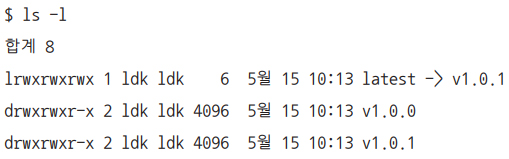 $ ls -l
합계 8
lrwxrwxrwx 1 ldk ldk    6  5월 15 10:13 latest -> v1.0.1
drwxrwxr-x 2 ldk ldk 4096  5월 15 10:13 v1.0.0
drwxrwxr-x 2 ldk ldk 4096  5월 15 10:13 v1.0.1